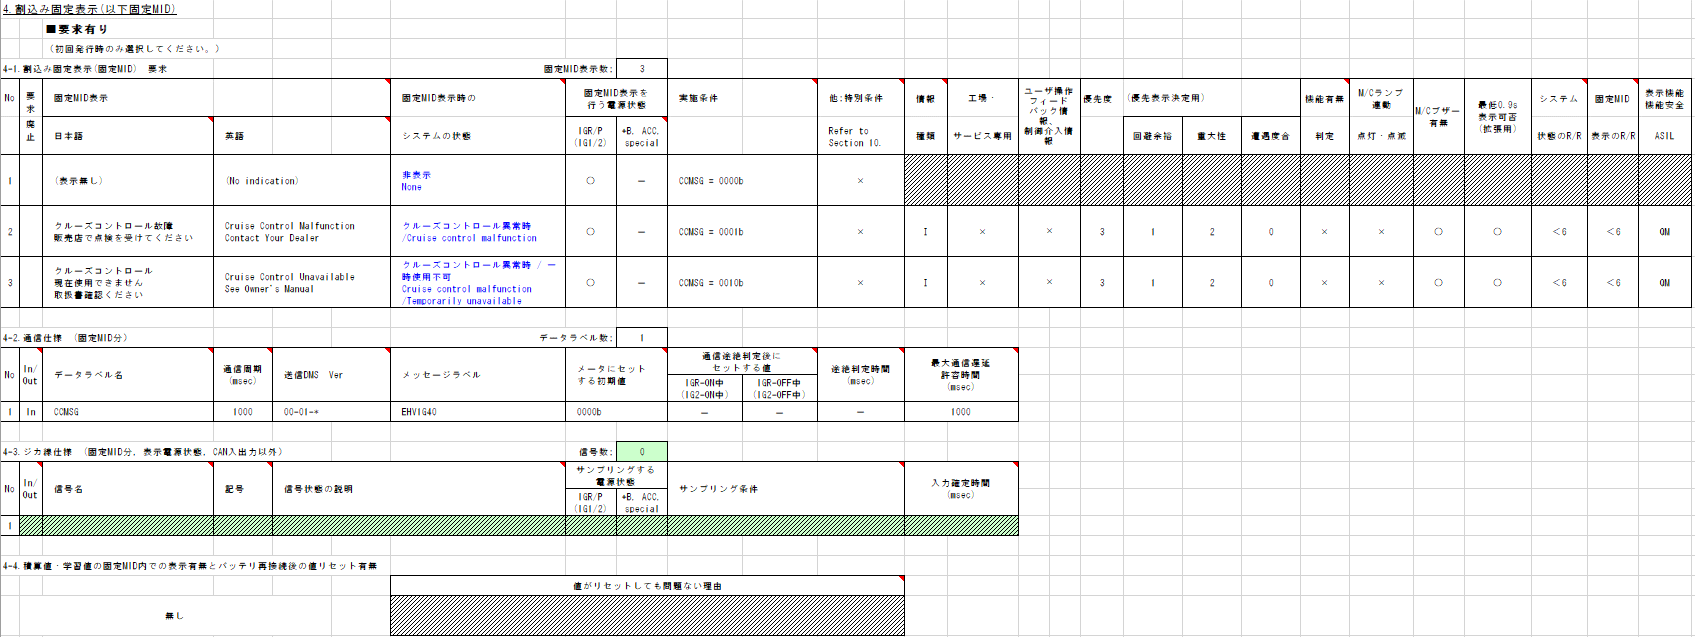 4.割込み固定表示(以下固定MID)
■要求有り
（初回発行時のみ選択してください。）
4-1.割込み固定表示(固定MID)　要求　固定MID表示数: 3
No 要求廃止 固定MID表示 固定MID表示時の 固定MID表示を行う電源状態 実施条件 他:特別条件 情報 工場・ ユーザ操作フィードバック情報、制御介入情報 優先度 (優先表示決定用) 機能有無 M/Cランプ連動 M/Cブザー有無 最低0.9s表示可否(拡張用) システム 固定MID 表示機能機能安全
日本語 英語 システムの状態 IGR/P (IG1/2) +B, ACC, special Refer to Section 10. 種類 サービス専用 回避余裕 重大性 遭遇度合 判定 点灯・点滅 状態のR/R 表示のR/R ASIL
1 (表示無し) (No indication) 非表示 None ○ － CCMSG = 0000b ×
2 クルーズコントロール故障 Cruise Control Malfunction クルーズコントロール異常時 ○ － CCMSG = 0001b × I × × 3 1 2 0 × × ○ ○ <6 <6 QM
販売店で点検を受けてください Contact Your Dealer /Cruise control malfunction
3 クルーズコントロール Cruise Control Unavailable クルーズコントロール異常時 / 一時使用不可 ○ － CCMSG = 0010b × I × × 3 1 2 0 × × ○ ○ <6 <6 QM
現在使用できません See Owner's Manual Cruise control malfunction
取扱書確認ください /Temporarily unavailable
4-2.通信仕様　(固定MID分)　データラベル数: 1
No In/Out データラベル名 通信周期 (msec) 送信DMS Ver メッセージラベル メータにセットする初期値 通信途絶判定後にセットする値 途絶判定時間 (msec) 最大通信遅延許容時間 (msec)
IGR-ON中 (IG2-ON中) IGR-OFF中 (IG2-OFF中)
1 In CCMSG 1000 00-01-* EHV1G40 0000b － － － 1000
4-3.ジカ線仕様　(固定MID分, 表示電源状態, CAN入出力以外)　信号数: 0
No In/Out 信号名 記号 信号状態の説明 サンプリングする電源状態 サンプリング条件 入力確定時間 (msec)
IGR/P (IG1/2) +B, ACC, special
1
4-4.積算値・学習値の固定MID内での表示有無とバッテリ再接続後の値リセット有無
値がリセットしても問題ない理由
無し